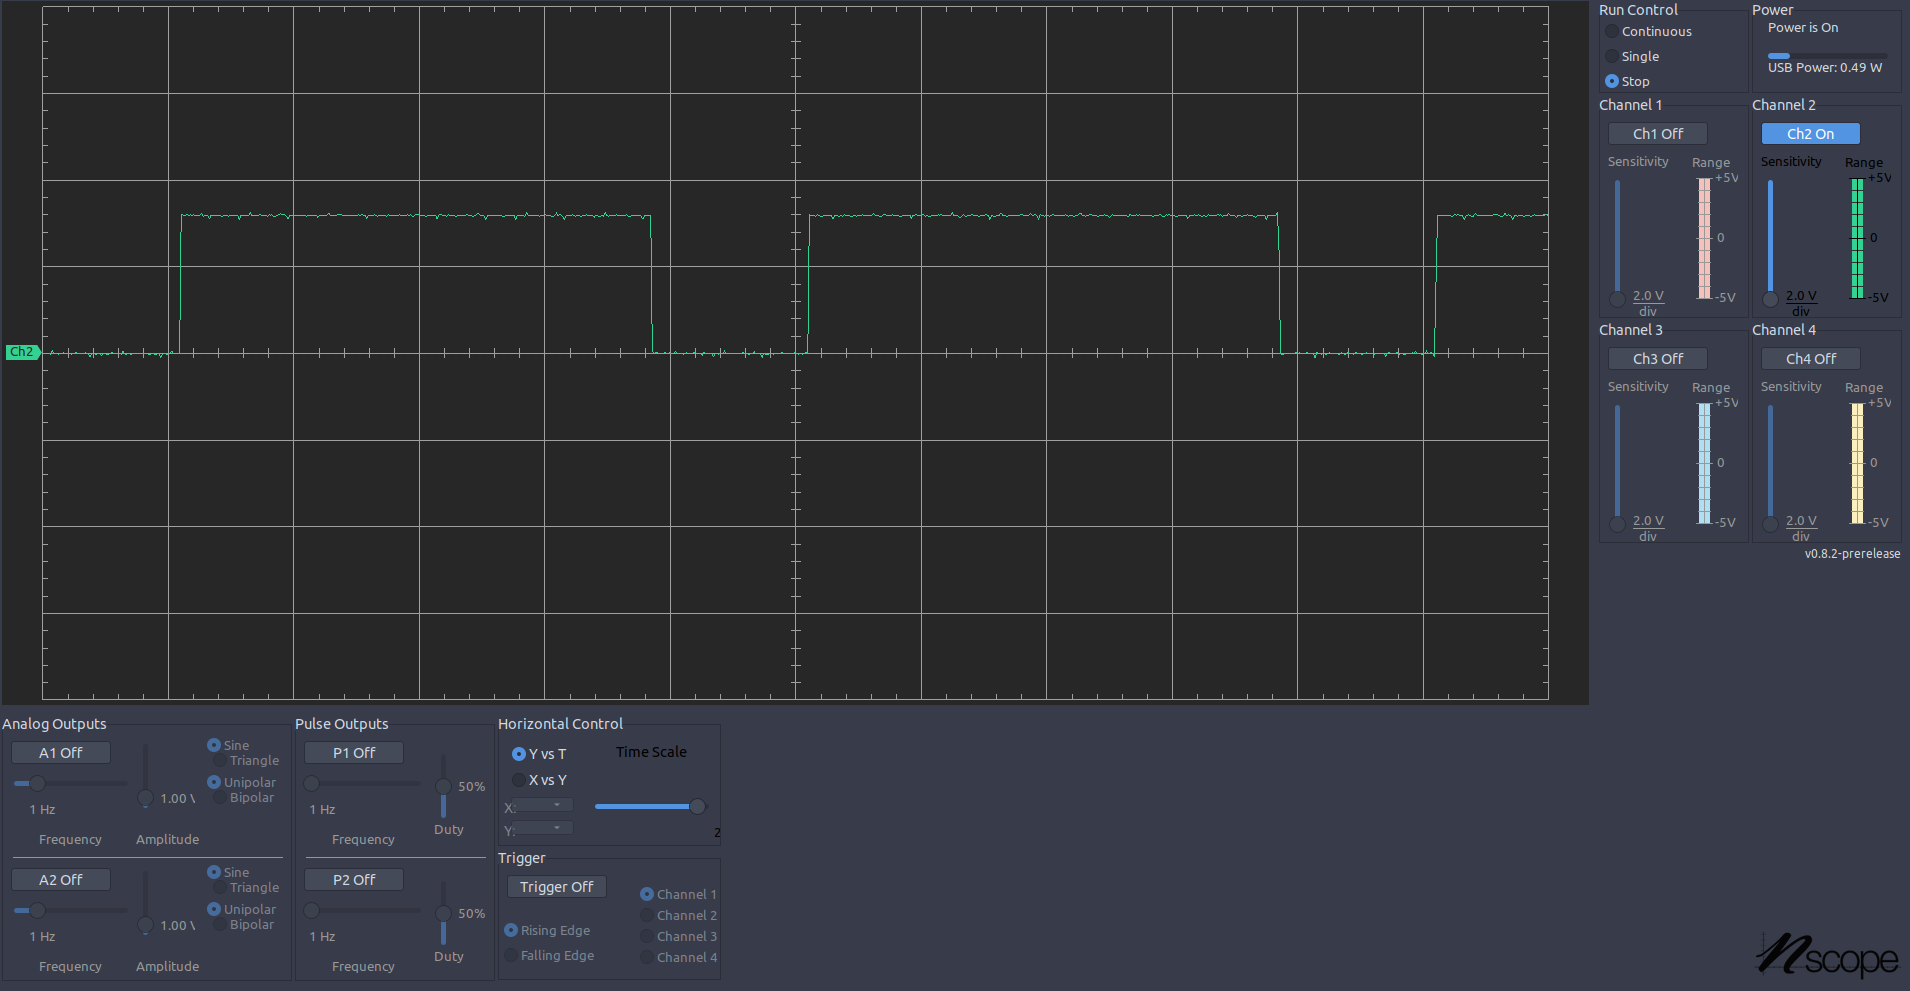 Run Control
Continuous
Single
Stop
Power
Power is On
USB Power: 0.49 W
Channel 1
Ch1 Off
Sensitivity
Range
+5V
0
-5V
2.0 V
div
Channel 2
Ch2 On
Sensitivity
Range
+5V
0
-5V
2.0 V
div
Ch2
Channel 3
Ch3 Off
Sensitivity
Range
+5V
0
-5V
2.0 V
div
Channel 4
Ch4 Off
Sensitivity
Range
+5V
0
-5V
2.0 V
div
v0.8.2-prerelease
Analog Outputs
A1 Off
Sine
Triangle
Unipolar
Bipolar
1.00 \
1 Hz
Frequency
Amplitude
A2 Off
Sine
Triangle
Unipolar
Bipolar
1.00 \
1 Hz
Frequency
Amplitude
Pulse Outputs
P1 Off
50%
1 Hz
Duty
Frequency
P2 Off
50%
1 Hz
Duty
Frequency
Horizontal Control
Y vs T
Time Scale
X vs Y
X:
Y:
2
Trigger
Trigger Off
Channel 1
Channel 2
Rising Edge
Channel 3
Falling Edge
Channel 4
nscope